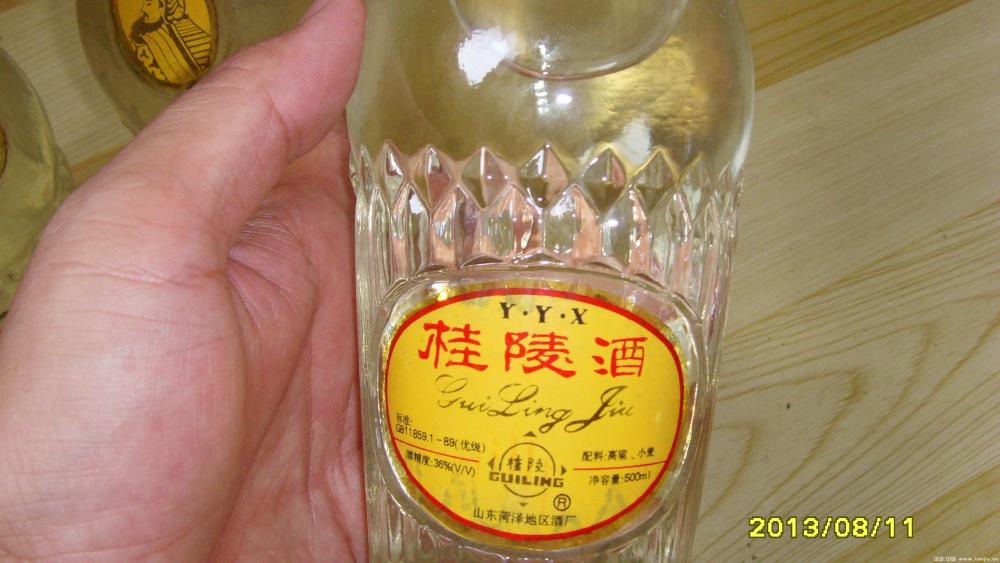 Y·Y·X
桂陵酒
Gui Ling Jiu
标准:
GB11859.1-89(优级)
酒精度:36%(V/V)
配料:高粱、小麦
净容量:500ml
桂陵
GUILING
®
山东菏泽地区酒厂
2013/08/11